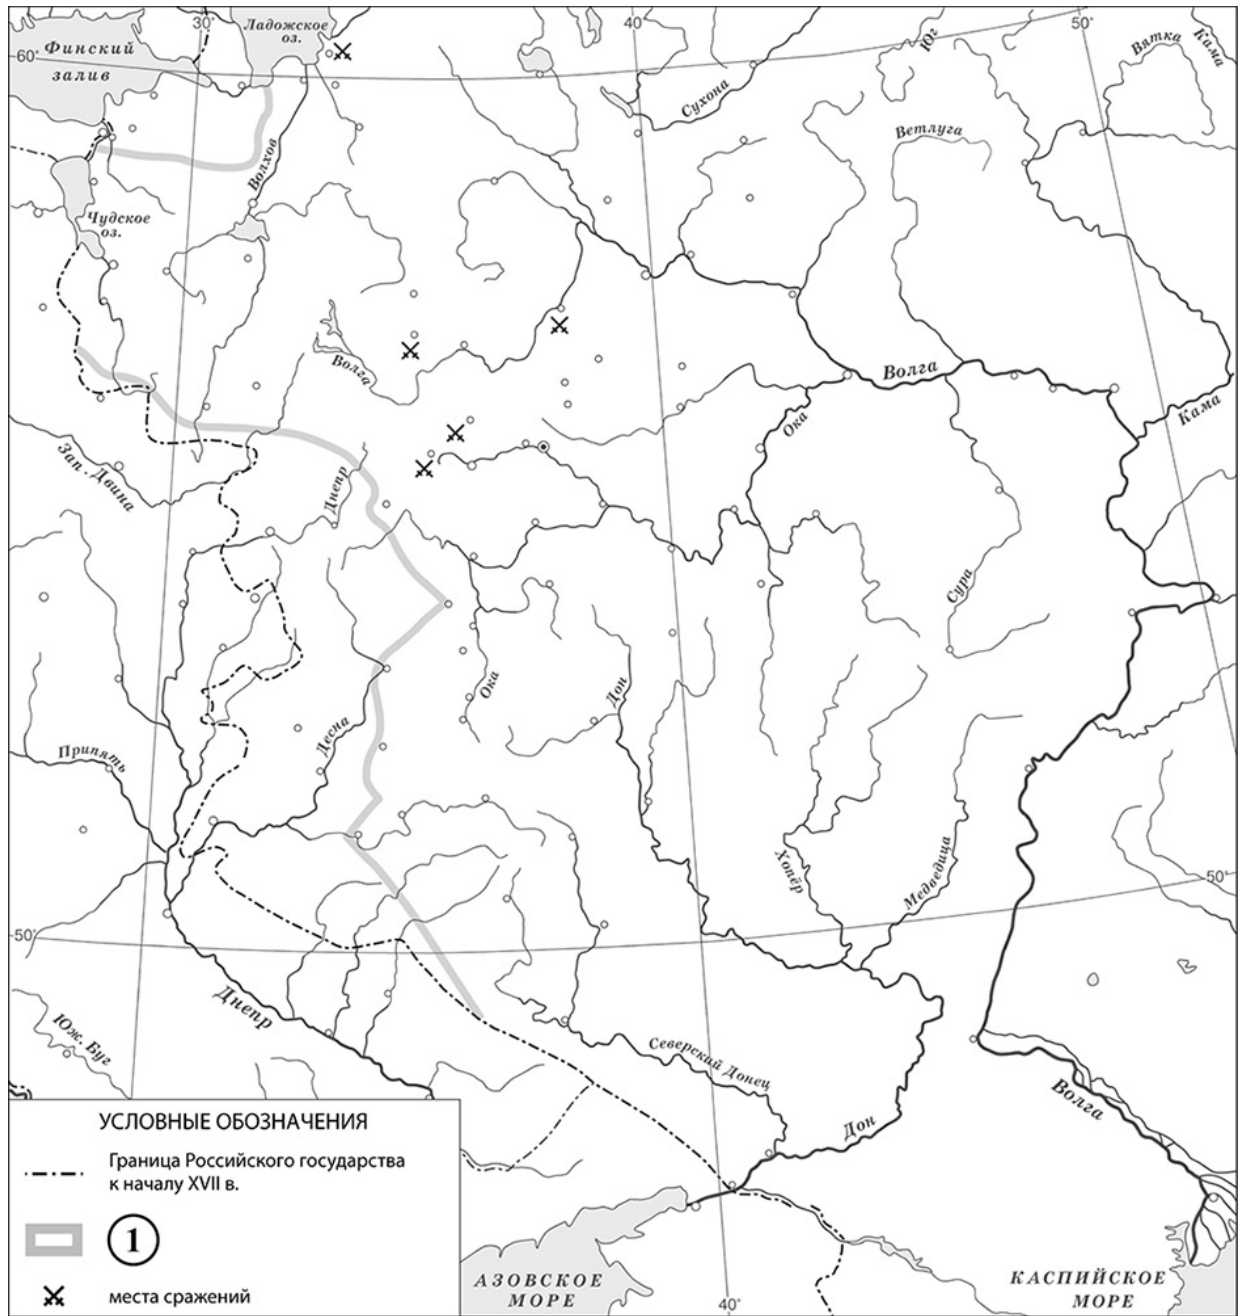 30°
Ладожское
оз.
40°
50°
60°
Финский
залив
Юг
Вятка
Кама
Сухона
Ветлуга
Волхов
Чудское
оз.
Волга
Волга
Ока
Кама
Зап. Двина
Днепр
Сура
Ока
Дон
Десна
Припять
Хопёр
Медведица
50°
50°
Днепр
Юж. Буг
Северский Донец
Дон
Волга
УСЛОВНЫЕ ОБОЗНАЧЕНИЯ
Граница Российского государства
к началу XVII в.
1
места сражений
АЗОВСКОЕ
МОРЕ
40°
КАСПИЙСКОЕ
МОРЕ